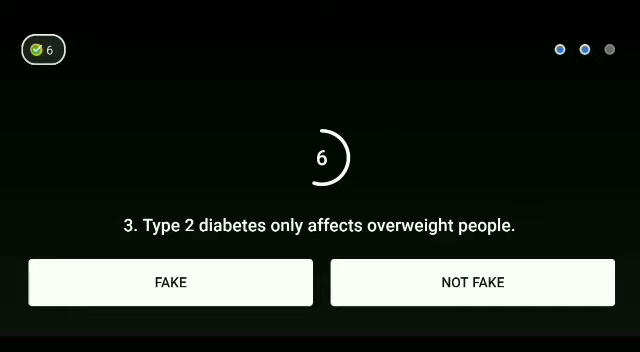 6
6
3. Type 2 diabetes only affects overweight people.
FAKE
NOT FAKE